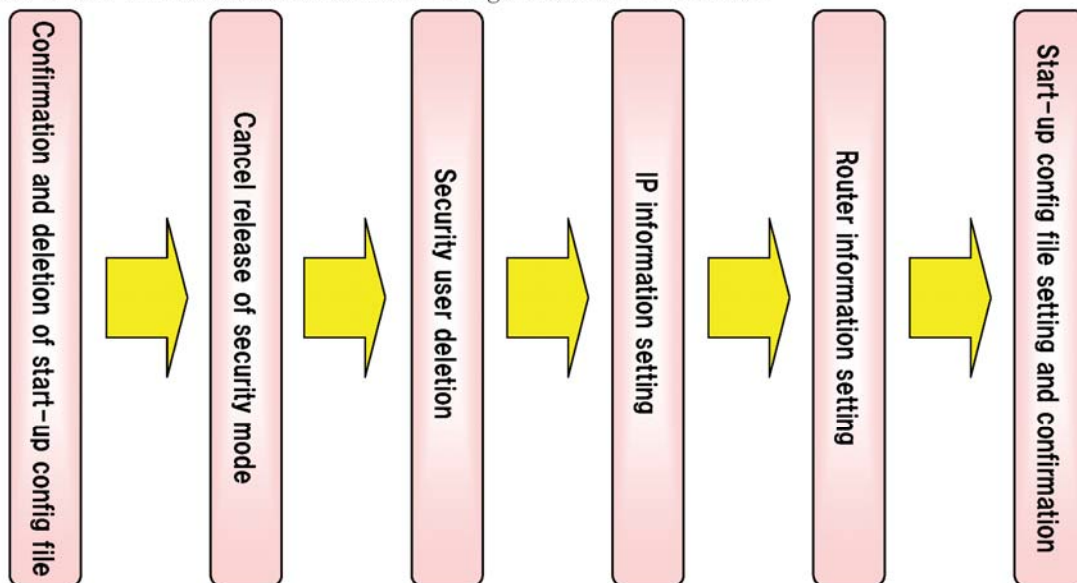 Confirmation and deletion of start-up config file
Cancel release of security mode
Security user deletion
IP information setting
Router information setting
Start-up config file setting and confirmation